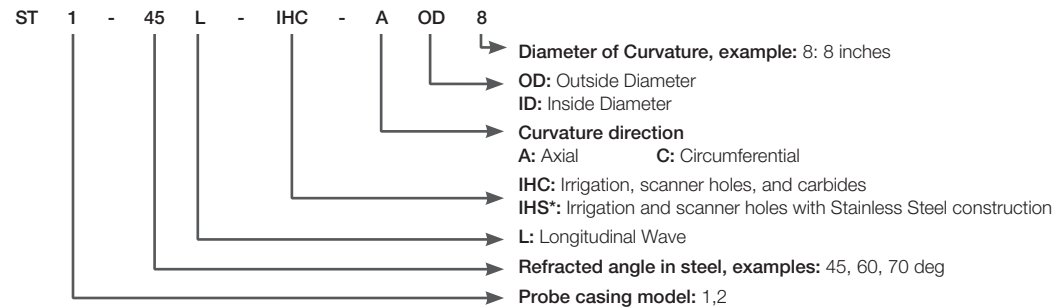 ST 1 - 45 L - IHC - A OD 8
Diameter of Curvature, example: 8: 8 inches
OD: Outside Diameter
ID: Inside Diameter
Curvature direction
A: Axial C: Circumferential
IHC: Irrigation, scanner holes, and carbides
IHS*: Irrigation and scanner holes with Stainless Steel construction
L: Longitudinal Wave
Refracted angle in steel, examples: 45, 60, 70 deg
Probe casing model: 1,2